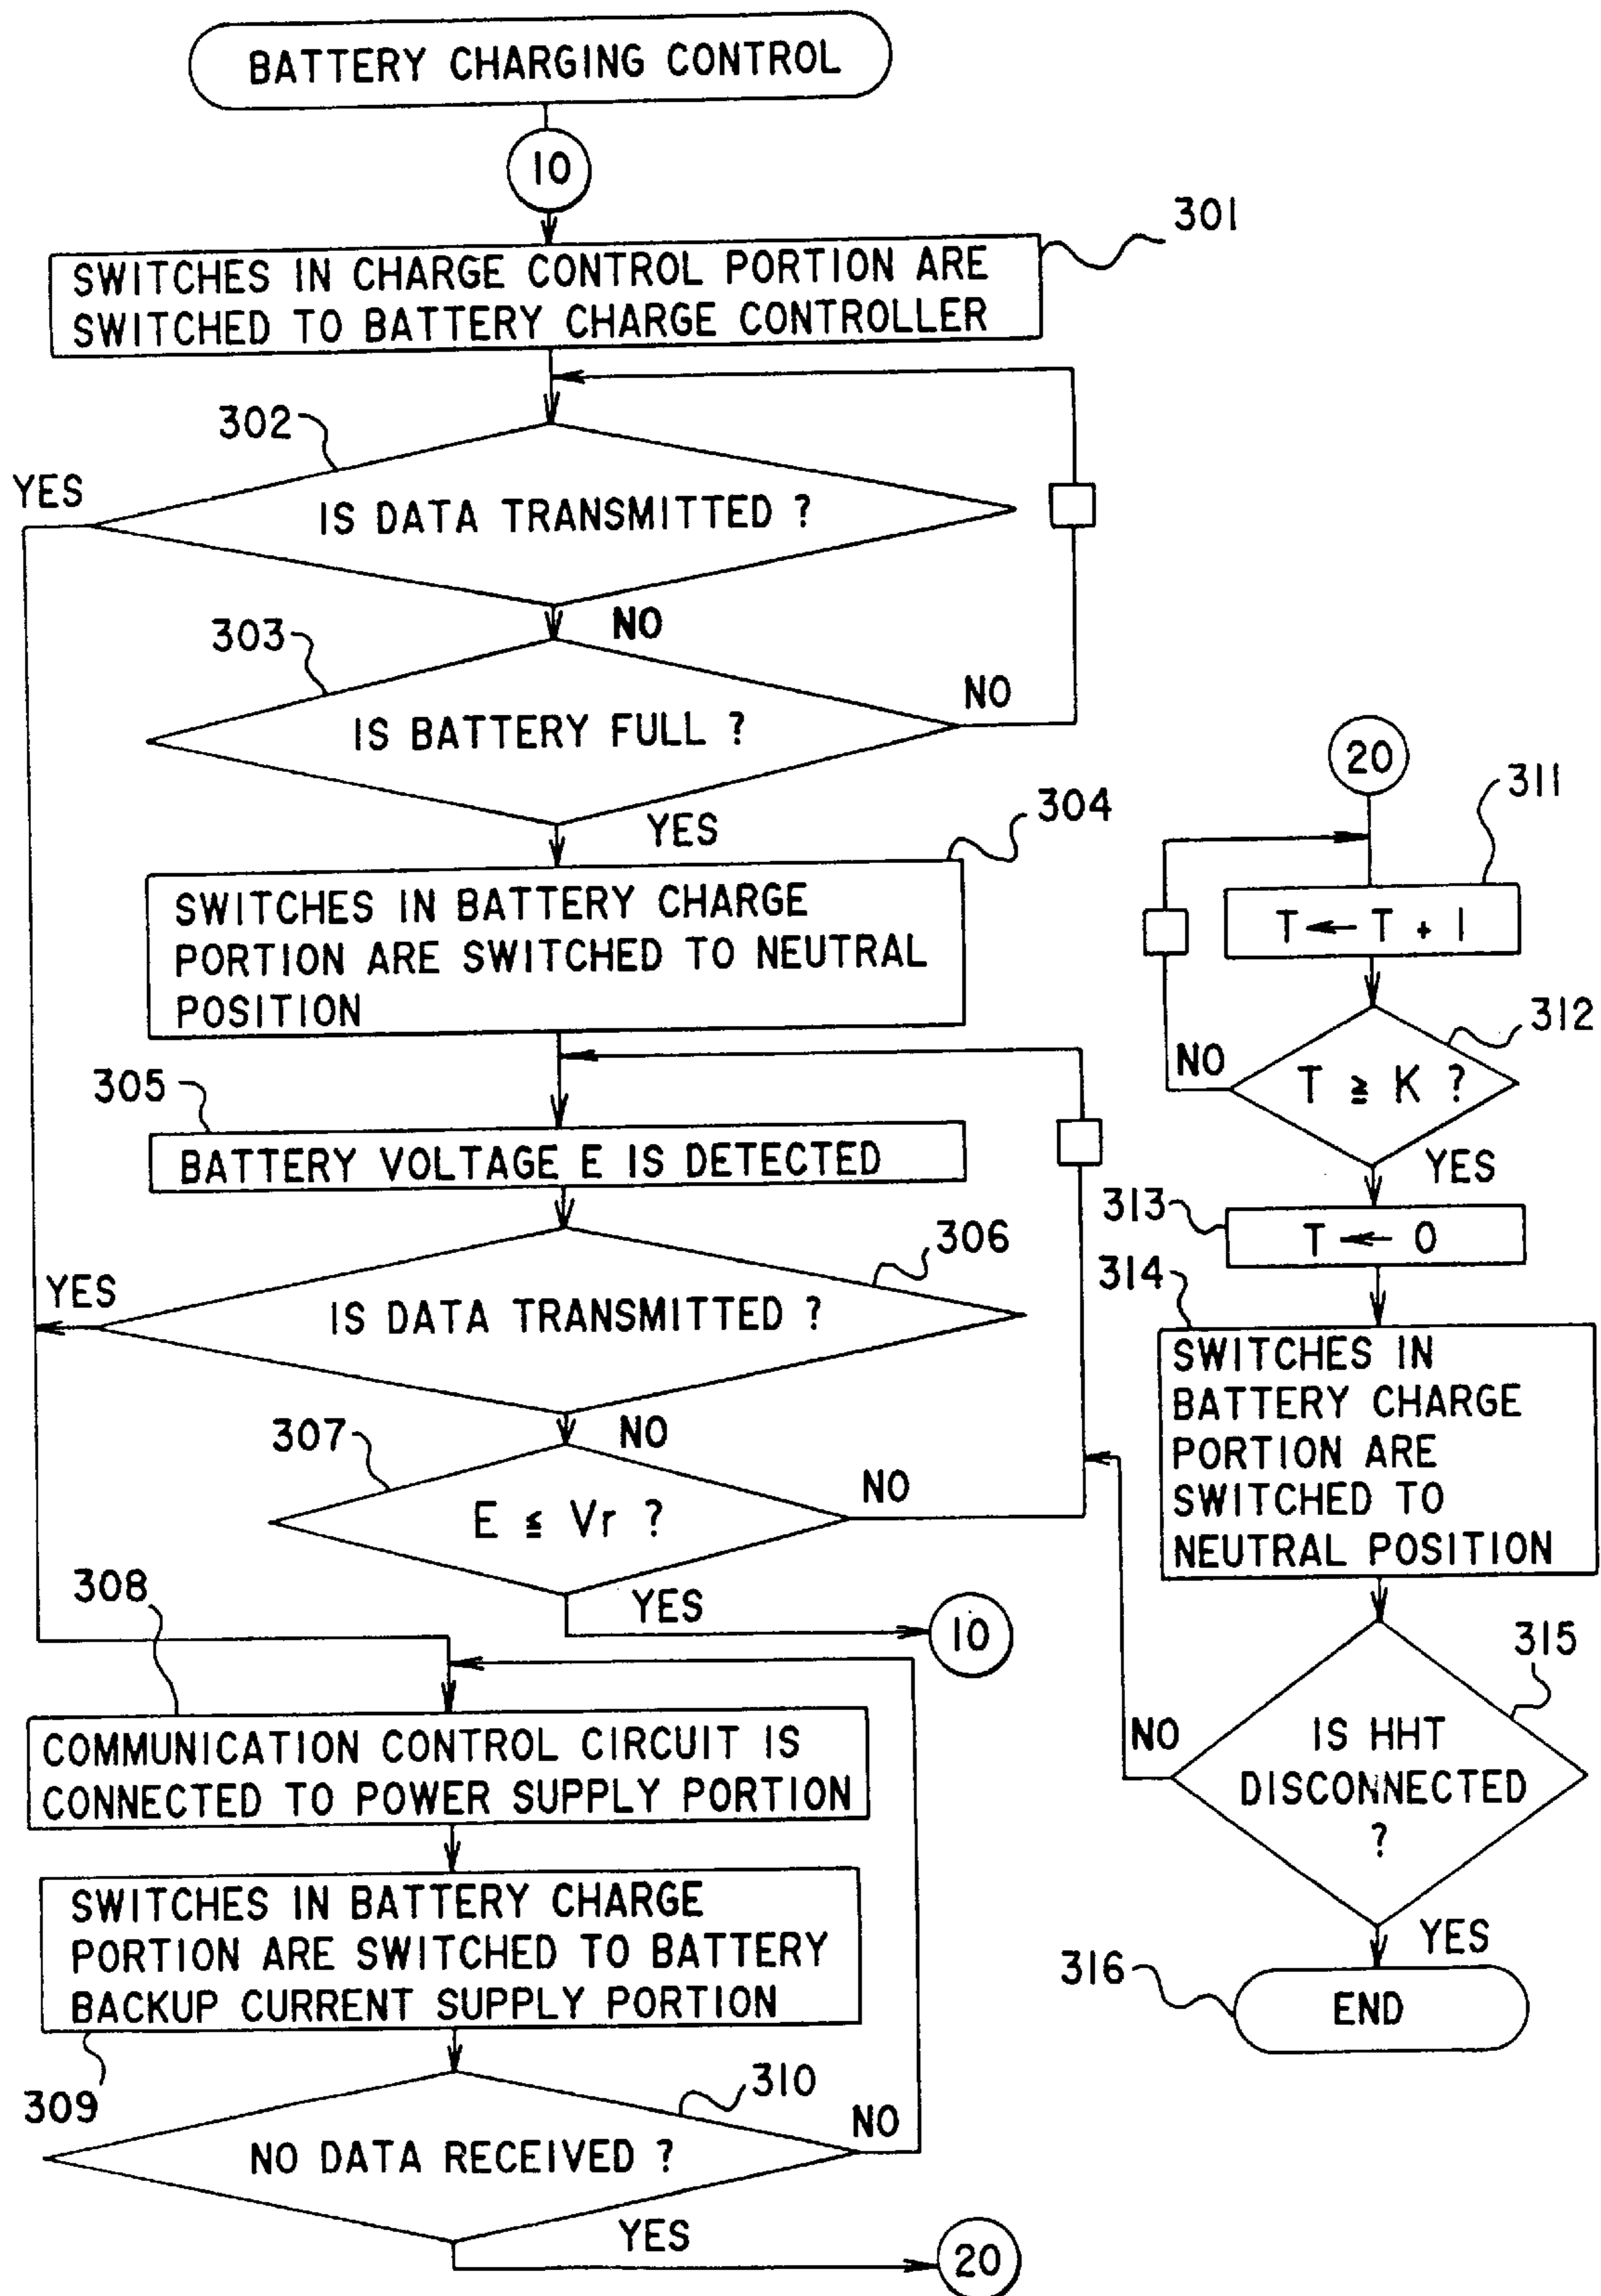 BATTERY CHARGING CONTROL
10
301
SWITCHES IN CHARGE CONTROL PORTION ARE
SWITCHED TO BATTERY CHARGE CONTROLLER
302
YES
IS DATA TRANSMITTED ?
NO
303
NO
IS BATTERY FULL ?
YES
304
SWITCHES IN BATTERY CHARGE
PORTION ARE SWITCHED TO NEUTRAL
POSITION
305
BATTERY VOLTAGE E IS DETECTED
306
YES
IS DATA TRANSMITTED ?
NO
307
NO
E ≦ Vr ?
YES
10
308
COMMUNICATION CONTROL CIRCUIT IS
CONNECTED TO POWER SUPPLY PORTION
SWITCHES IN BATTERY CHARGE
PORTION ARE SWITCHED TO BATTERY
BACKUP CURRENT SUPPLY PORTION
309
310
NO
NO DATA RECEIVED ?
YES
20
20
311
T ← T + 1
312
NO
T ≧ K ?
YES
313
T ← 0
314
SWITCHES IN
BATTERY CHARGE
PORTION ARE
SWITCHED TO
NEUTRAL POSITION
315
NO
IS HHT
DISCONNECTED
?
YES
316
END